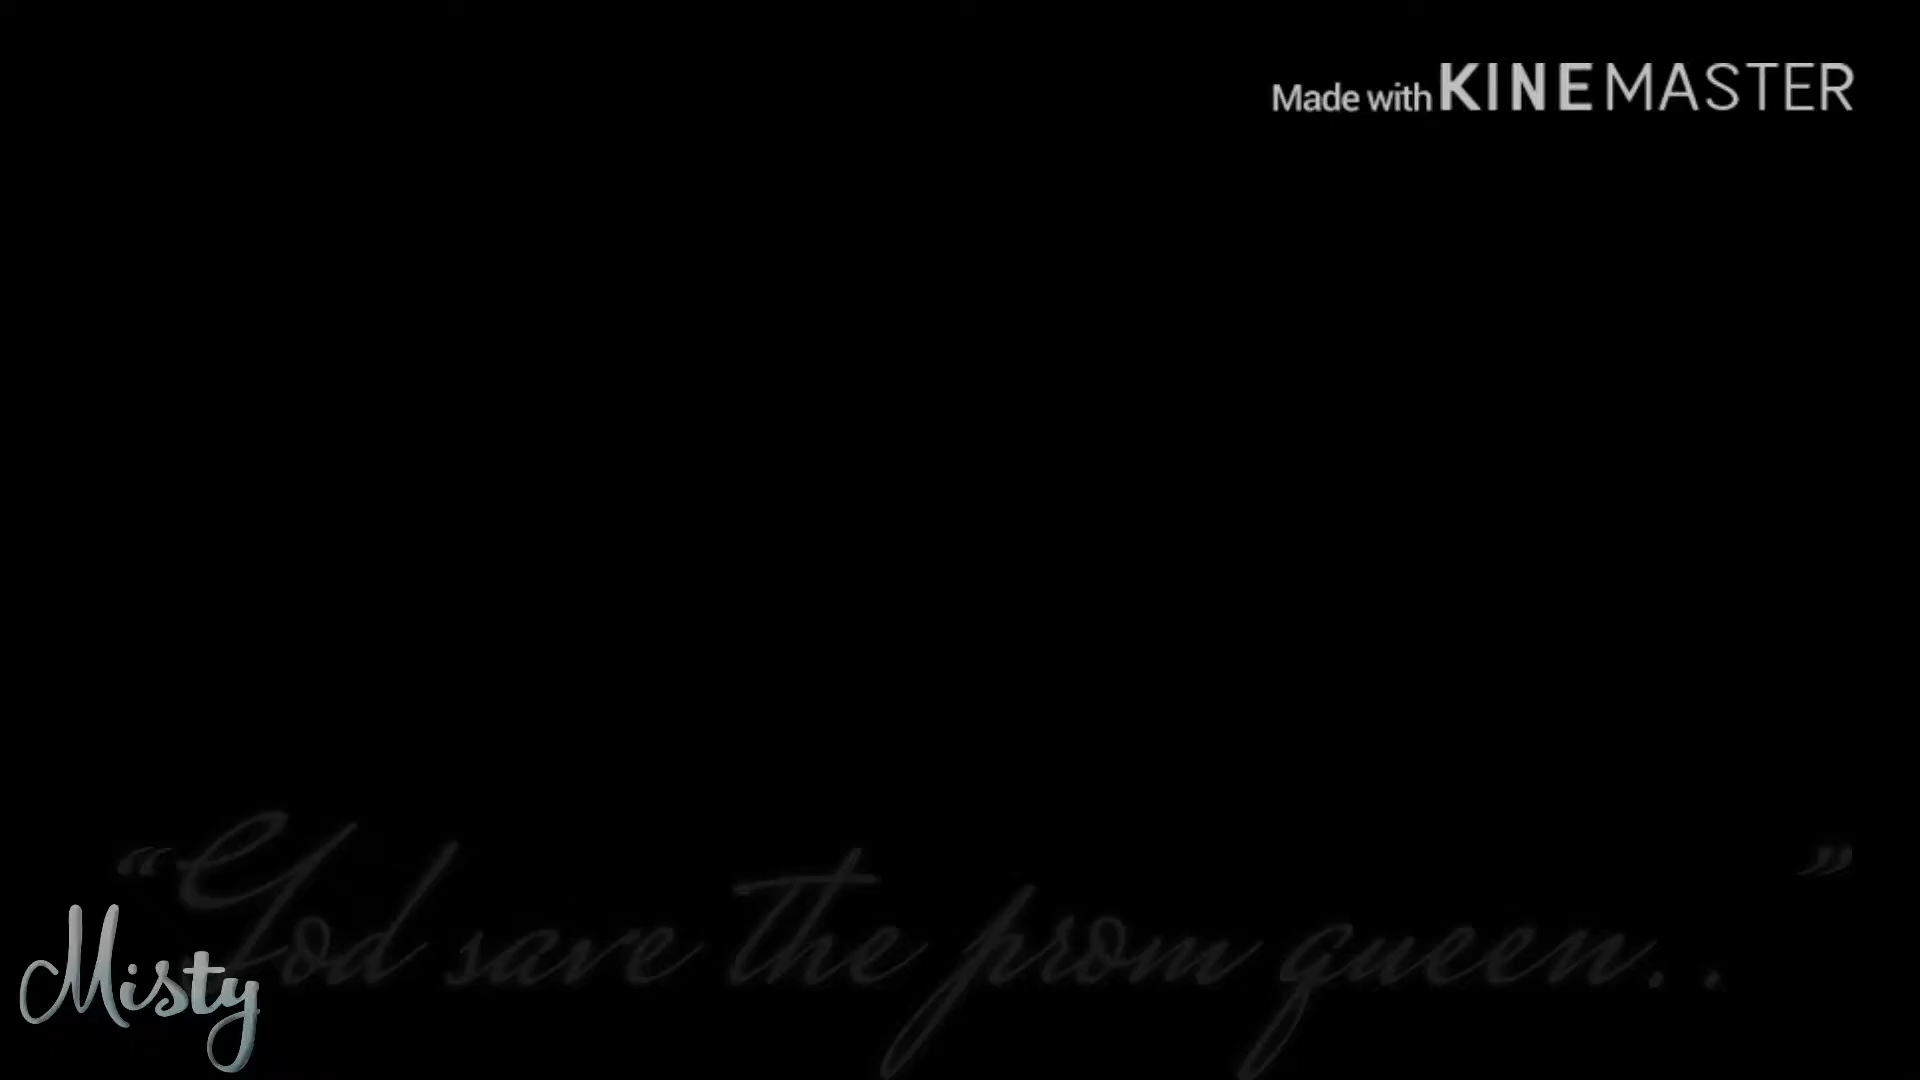 Made with KINEMASTER
“God save the prom queen. . ”
Misty